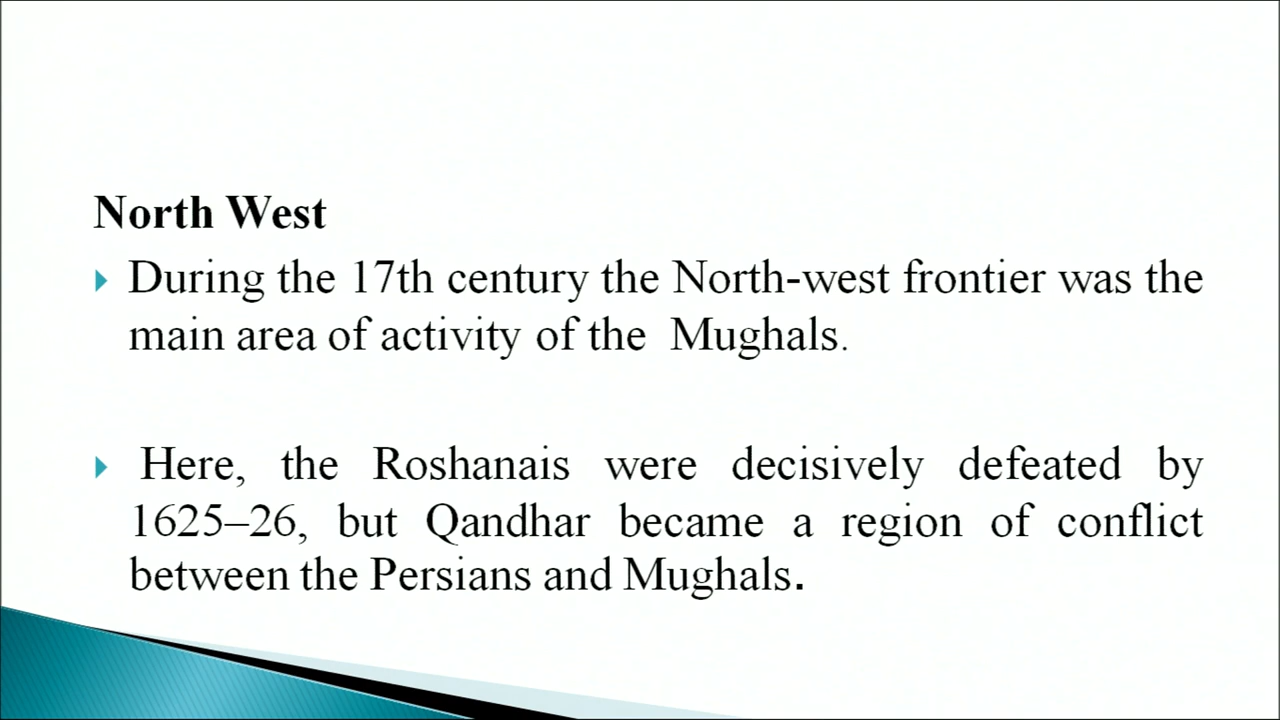 North West
During the 17th century the North-west frontier was the
main area of activity of the Mughals.
Here, the Roshanais were decisively defeated by
1625–26, but Qandhar became a region of conflict
between the Persians and Mughals.